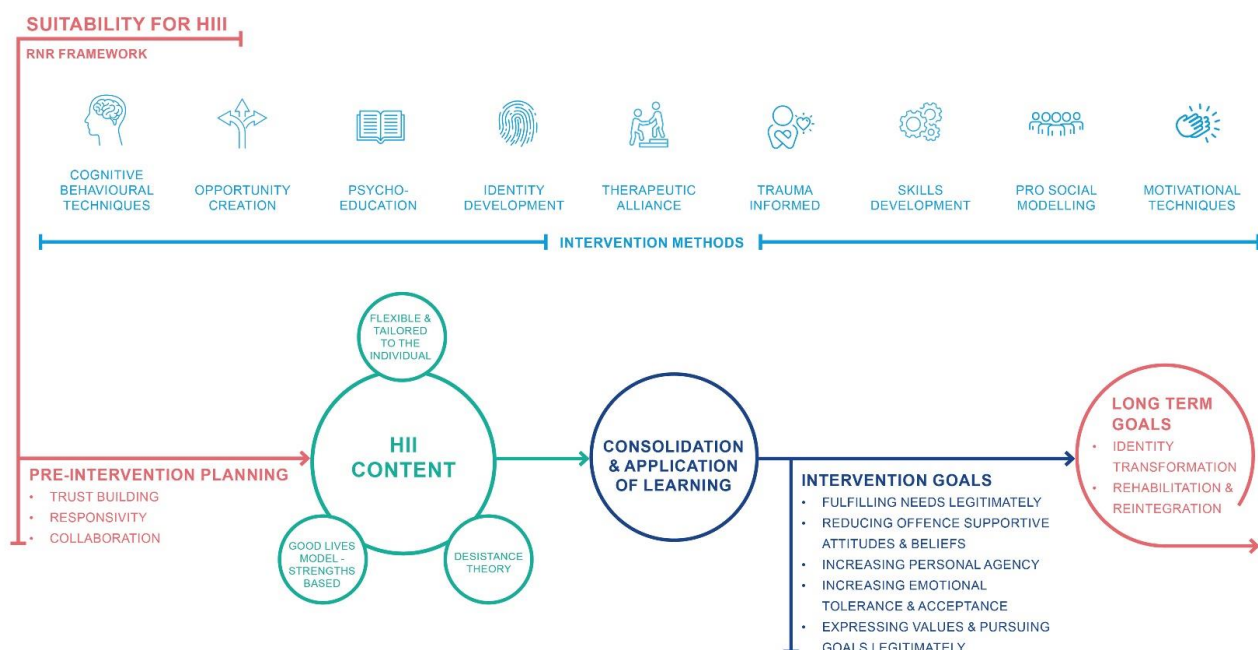 SUITABILITY FOR HIII
RNR FRAMEWORK
COGNITIVE
BEHAVIOURAL
TECHNIQUES
OPPORTUNITY
CREATION
PSYCHO-
EDUCATION
IDENTITY
DEVELOPMENT
THERAPEUTIC
ALLIANCE
TRAUMA
INFORMED
SKILLS
DEVELOPMENT
PRO SOCIAL
MODELLING
MOTIVATIONAL
TECHNIQUES
INTERVENTION METHODS
PRE-INTERVENTION PLANNING
• TRUST BUILDING
• RESPONSIVITY
• COLLABORATION
FLEXIBLE &
TAILORED
TO THE
INDIVIDUAL
HII
CONTENT
GOOD LIVES
MODEL -
STRENGTHS
BASED
DESISTANCE
THEORY
CONSOLIDATION
& APPLICATION
OF LEARNING
INTERVENTION GOALS
• FULFILLING NEEDS LEGITIMATELY
• REDUCING OFFENCE SUPPORTIVE
ATTITUDES & BELIEFS
• INCREASING PERSONAL AGENCY
• INCREASING EMOTIONAL
TOLERANCE & ACCEPTANCE
• EXPRESSING VALUES & PURSUING
GOALS LEGITIMATELY
LONG TERM
GOALS
• IDENTITY
TRANSFORMATION
• REHABILITATION &
REINTEGRATION